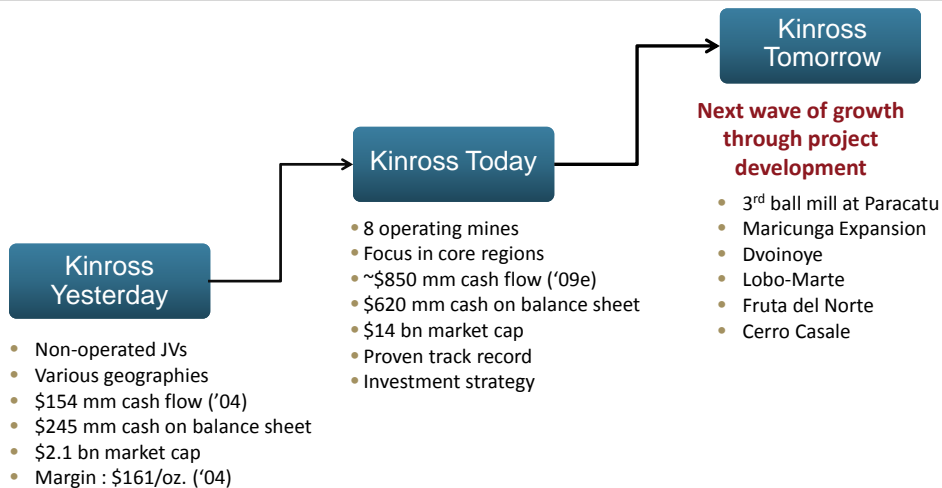 Kinross
Yesterday
• Non-operated JVs
• Various geographies
• $154 mm cash flow (’04)
• $245 mm cash on balance sheet
• $2.1 bn market cap
• Margin : $161/oz. (‘04)
Kinross Today
• 8 operating mines
• Focus in core regions
• ~$850 mm cash flow (‘09e)
• $620 mm cash on balance sheet
• $14 bn market cap
• Proven track record
• Investment strategy
Kinross
Tomorrow
Next wave of growth
through project
development
• 3rd ball mill at Paracatu
• Maricunga Expansion
• Dvoinoye
• Lobo-Marte
• Fruta del Norte
• Cerro Casale